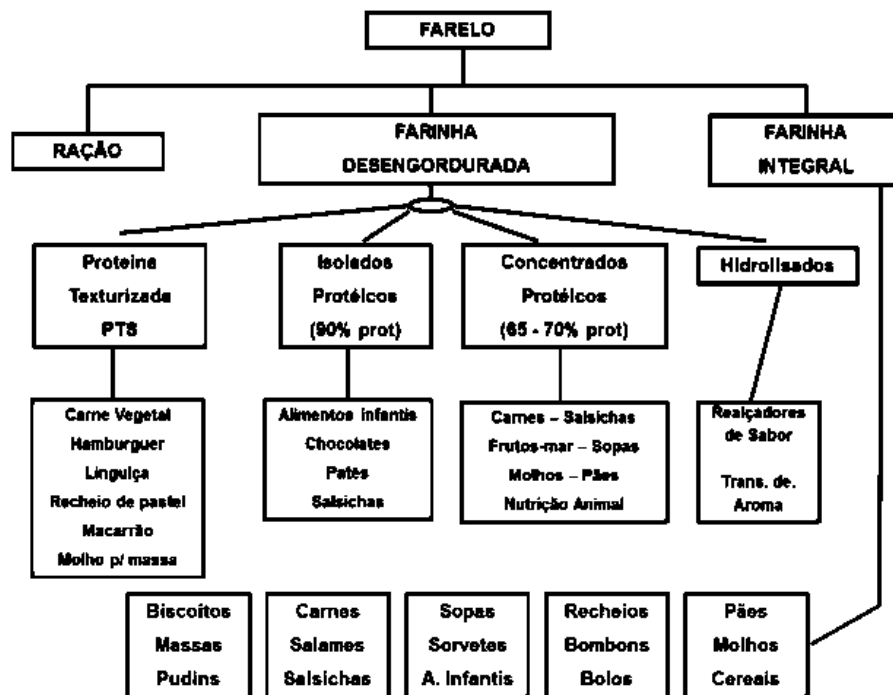 FARELO
RAÇÃO
FARINHA
DESENGORDURADA
FARINHA
INTEGRAL
Proteina
Texturizada
PTS
Isolados
Protéicos
(90% prot)
Concentrados
Protéicos
(65 - 70% prot)
Hidrolisados
Carne Vegetal
Hamburguer
Linguiça
Recheio de pastel
Macarrão
Molho p/ massa
Alimentos infantis
Chocolates
Patês
Salsichas
Carnes – Salsichas
Frutos-mar – Sopas
Molhos – Pães
Nutrição Animal
Realçadores
de Sabor
Trans. de.
Aroma
Biscoitos
Massas
Pudins
Carnes
Salames
Salsichas
Sopas
Sorvetes
A. Infantis
Recheios
Bombons
Bolos
Pães
Molhos
Cereais